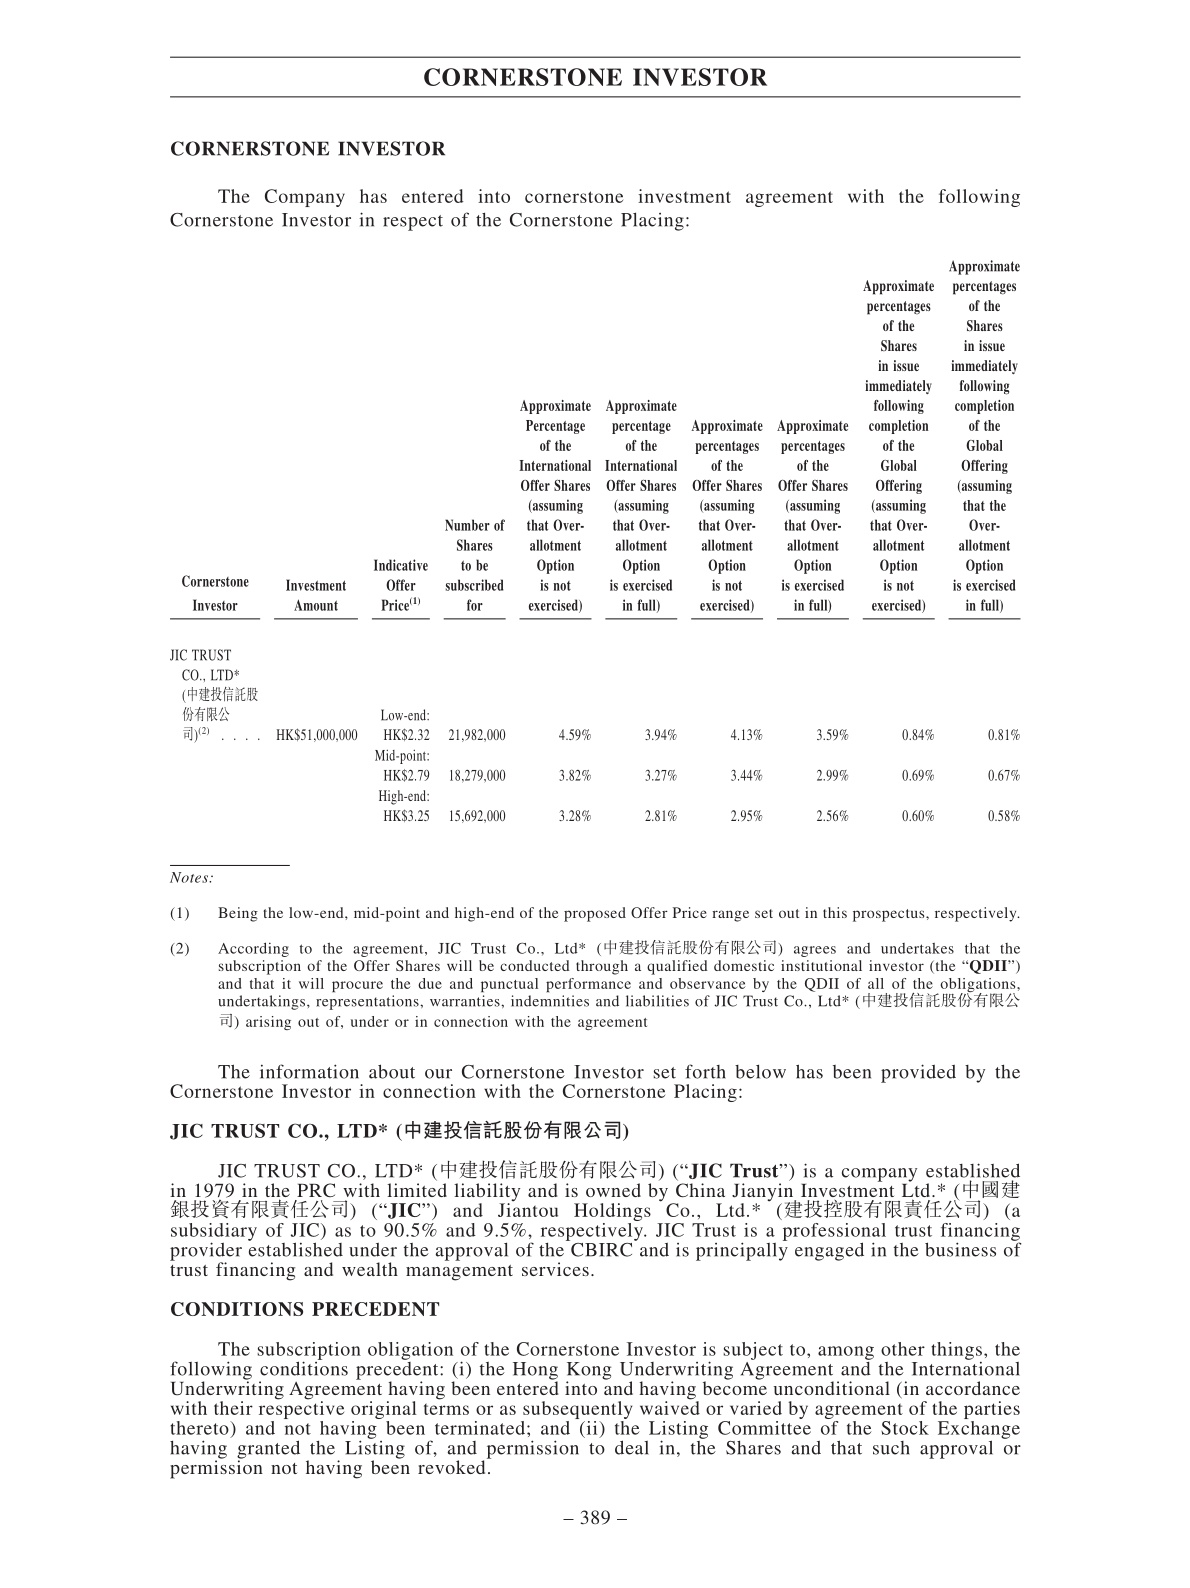 CORNERSTONE INVESTOR
CORNERSTONE INVESTOR
The Company has entered into cornerstone investment agreement with the following
Cornerstone Investor in respect of the Cornerstone Placing:
Cornerstone
Investor
Investment
Amount
Indicative
Offer
Price(1)
Number of
Shares
to be
subscribed
for
Approximate
Percentage
of the
International
Offer Shares
(assuming
that Over-
allotment
Option
is not
exercised)
Approximate
percentage
of the
International
Offer Shares
(assuming
that Over-
allotment
Option
is exercised
in full)
Approximate
percentages
of the
Offer Shares
(assuming
that Over-
allotment
Option
is not
exercised)
Approximate
percentages
of the
Offer Shares
(assuming
that Over-
allotment
Option
is exercised
in full)
Approximate
percentages
of the
Shares
in issue
immediately
following
completion
of the
Global
Offering
(assuming
that Over-
allotment
Option
is not
exercised)
Approximate
percentages
of the
Shares
in issue
immediately
following
completion
of the
Global
Offering
(assuming
that the
Over-
allotment
Option
is exercised
in full)
JIC TRUST
CO., LTD*
(中建投信託股
份有限公
Low-end:
司)(2) . . . . HK$51,000,000 HK$2.32 21,982,000 4.59% 3.94% 4.13% 3.59% 0.84% 0.81%
Mid-point:
HK$2.79 18,279,000 3.82% 3.27% 3.44% 2.99% 0.69% 0.67%
High-end:
HK$3.25 15,692,000 3.28% 2.81% 2.95% 2.56% 0.60% 0.58%
Notes:
(1) Being the low-end, mid-point and high-end of the proposed Offer Price range set out in this prospectus, respectively.
(2) According to the agreement, JIC Trust Co., Ltd* (中建投信託股份有限公司) agrees and undertakes that the
subscription of the Offer Shares will be conducted through a qualified domestic institutional investor (the “QDII”)
and that it will procure the due and punctual performance and observance by the QDII of all of the obligations,
undertakings, representations, warranties, indemnities and liabilities of JIC Trust Co., Ltd* (中建投信託股份有限公
司) arising out of, under or in connection with the agreement
The information about our Cornerstone Investor set forth below has been provided by the
Cornerstone Investor in connection with the Cornerstone Placing:
JIC TRUST CO., LTD* (中建投信託股份有限公司)
JIC TRUST CO., LTD* (中建投信託股份有限公司) (“JIC Trust”) is a company established
in 1979 in the PRC with limited liability and is owned by China Jianyin Investment Ltd.* (中國建
銀投資有限責任公司) (“JIC”) and Jiantou Holdings Co., Ltd.* (建投控股有限責任公司) (a
subsidiary of JIC) as to 90.5% and 9.5%, respectively. JIC Trust is a professional trust financing
provider established under the approval of the CBIRC and is principally engaged in the business of
trust financing and wealth management services.
CONDITIONS PRECEDENT
The subscription obligation of the Cornerstone Investor is subject to, among other things, the
following conditions precedent: (i) the Hong Kong Underwriting Agreement and the International
Underwriting Agreement having been entered into and having become unconditional (in accordance
with their respective original terms or as subsequently waived or varied by agreement of the parties
thereto) and not having been terminated; and (ii) the Listing Committee of the Stock Exchange
having granted the Listing of, and permission to deal in, the Shares and that such approval or
permission not having been revoked.
– 389 –